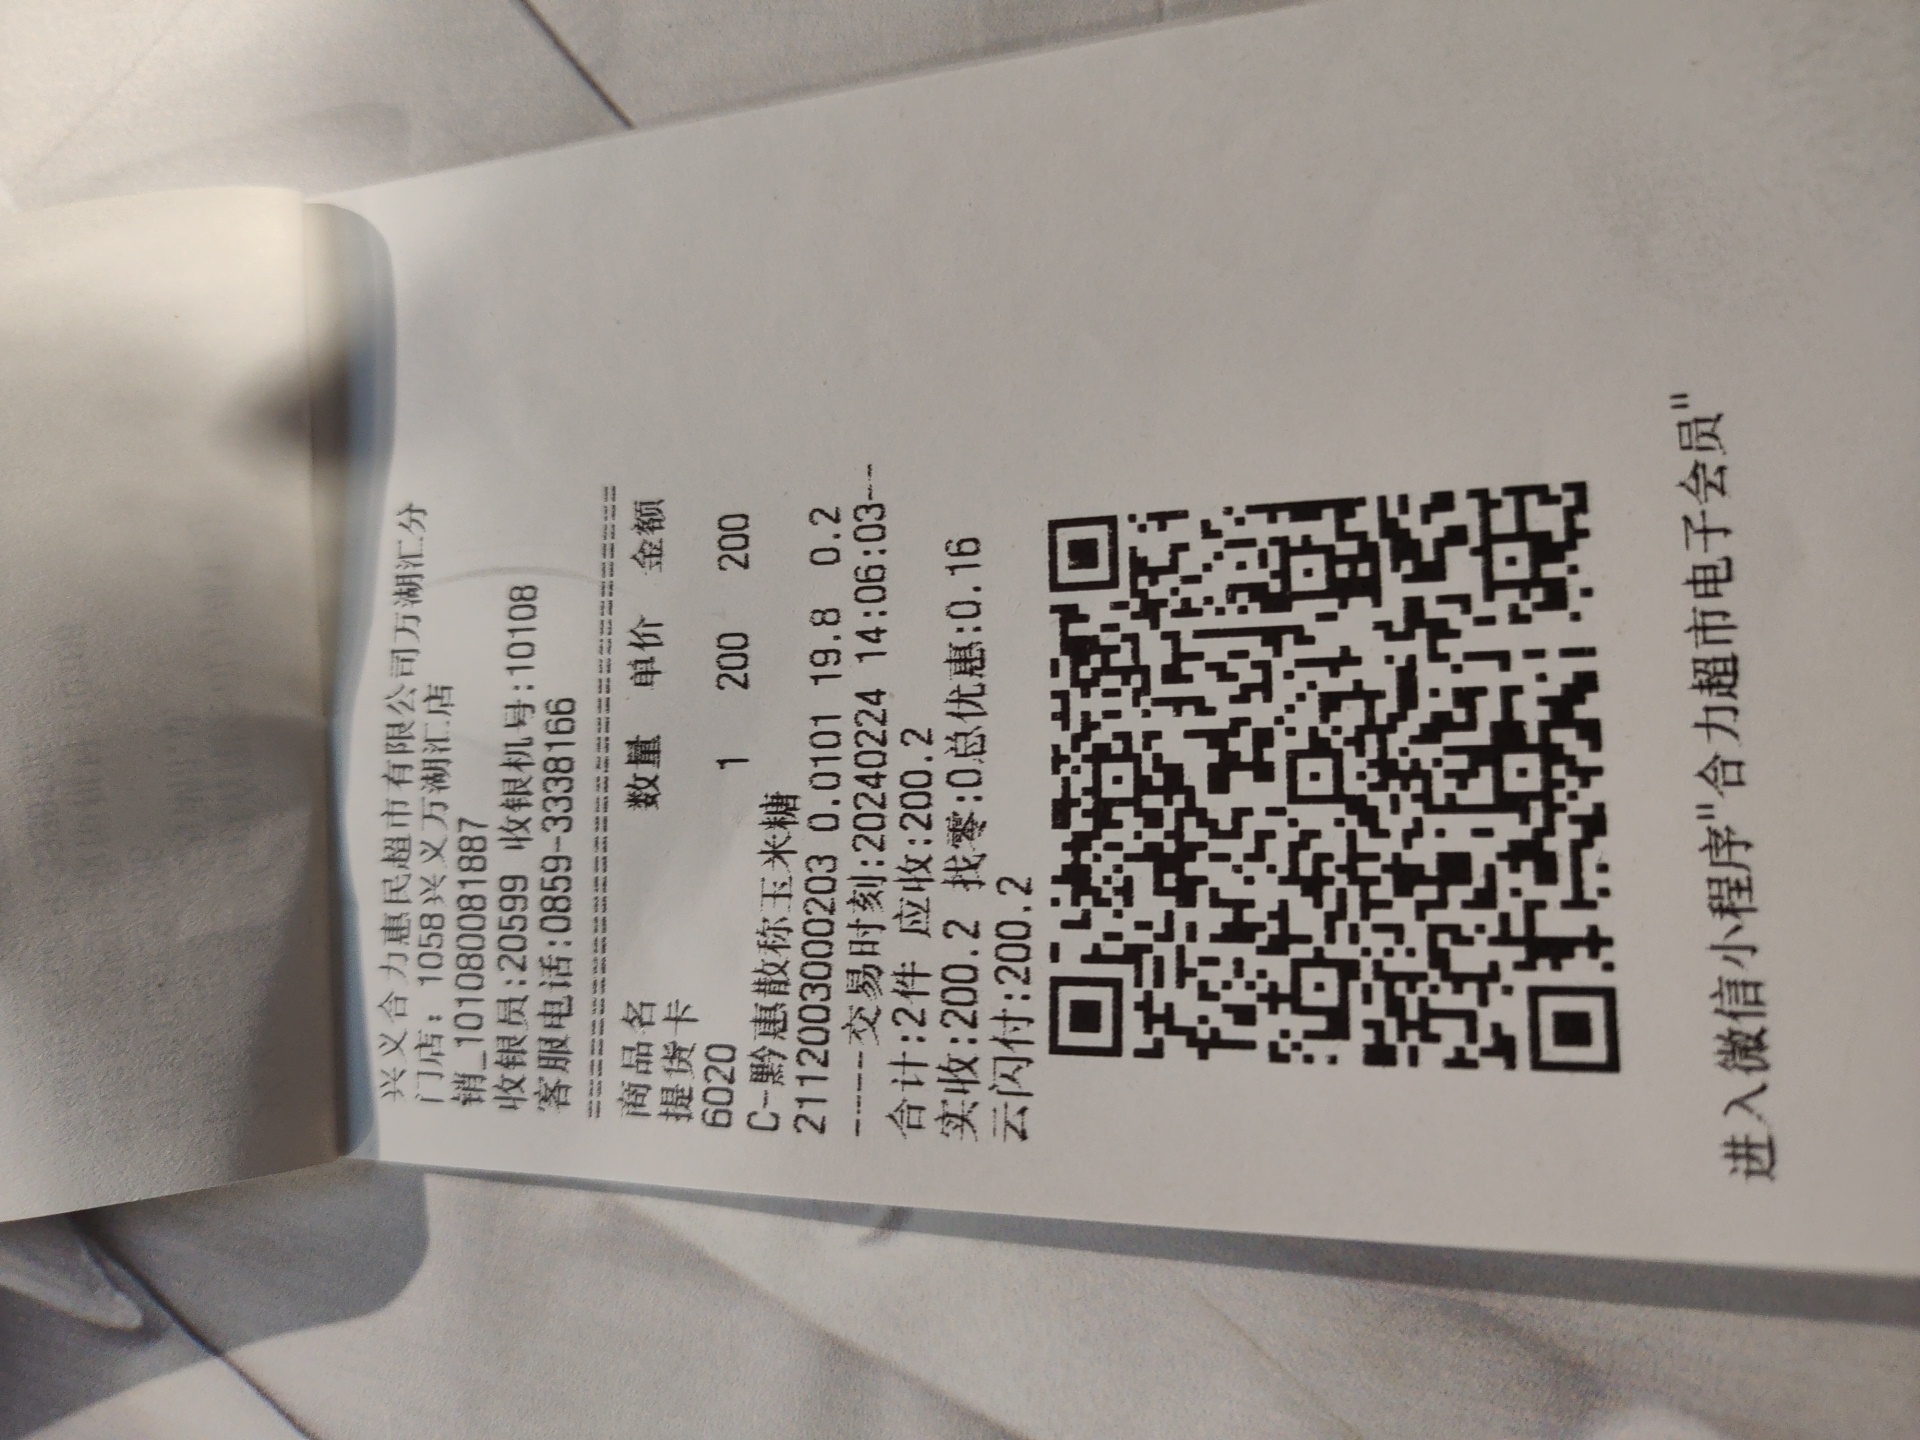 兴义合力惠民超市有限公司万湖汇分
门店: 1058兴义万湖汇店
销_101080081887
收银员:20599 收银机号:10108
客服电话:0859-3338166
商品名 数量 单价 金额
提货卡
6020 1 200 200
C-黔惠散称玉米糖
2112003000203 0.0101 19.8 0.2
-----交易时刻:20240224 14:06:03--
合计:2件 应收:200.2
实收:200.2 找零:0总优惠:0.16
云闪付:200.2
进入微信小程序"合力超市电子会员"